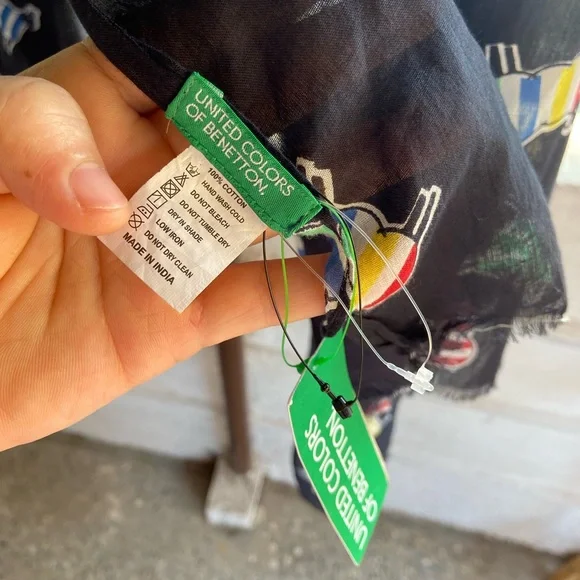 UNITED COLORS
OF BENETTON.
100% COTTON
HAND WASH COLD
DO NOT BLEACH
DO NOT TUMBLE DRY
DRY IN SHADE
LOW IRON
DO NOT DRY CLEAN
MADE IN INDIA
UNITED COLORS
OF BENETTON.